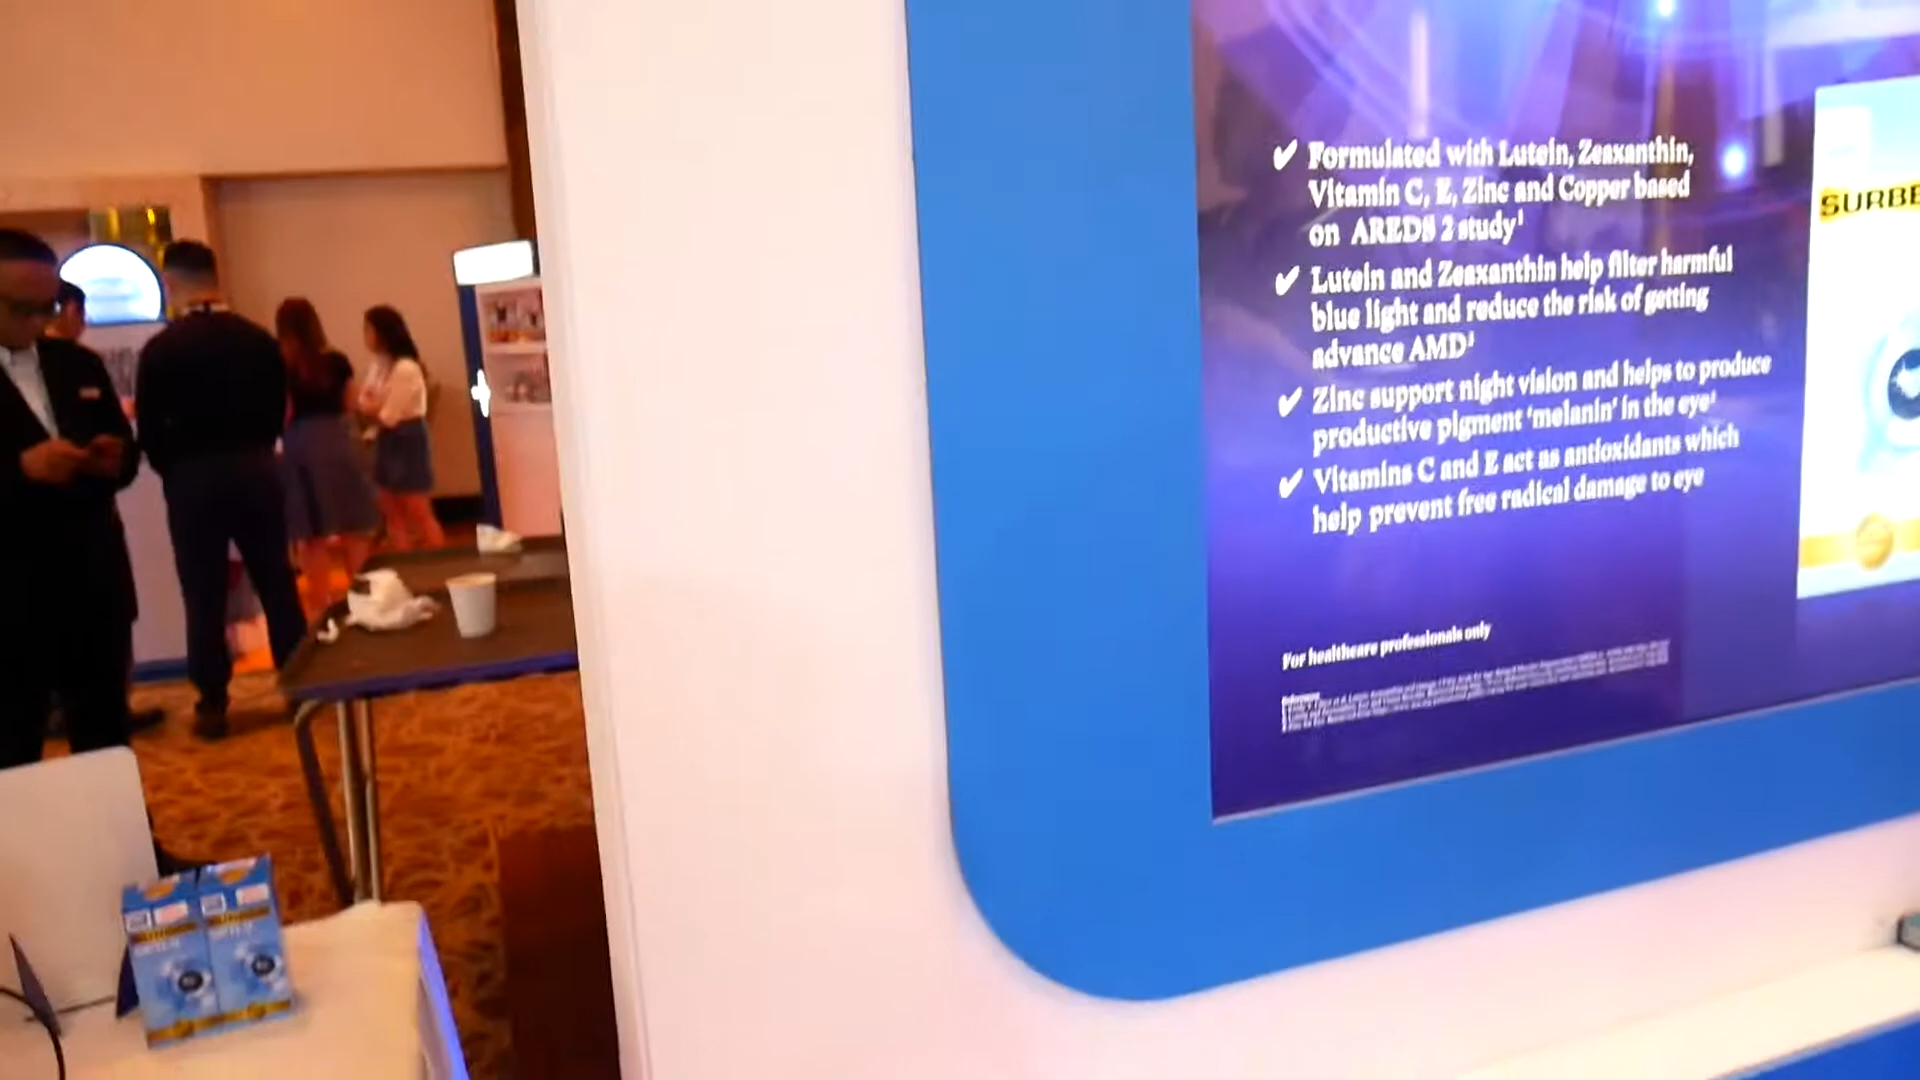 ✔ Formulated with Lutein, Zeaxanthin,
Vitamin C, E, Zinc and Copper based
on AREDS 2 study¹
✔ Lutein and Zeaxanthin help filter harmful
blue light and reduce the risk of getting
advance AMD¹
✔ Zinc support night vision and helps to produce
productive pigment ‘melanin’ in the eye¹
✔ Vitamins C and E act as antioxidants which
help prevent free radical damage to eye
For healthcare professionals only
References
SURBE